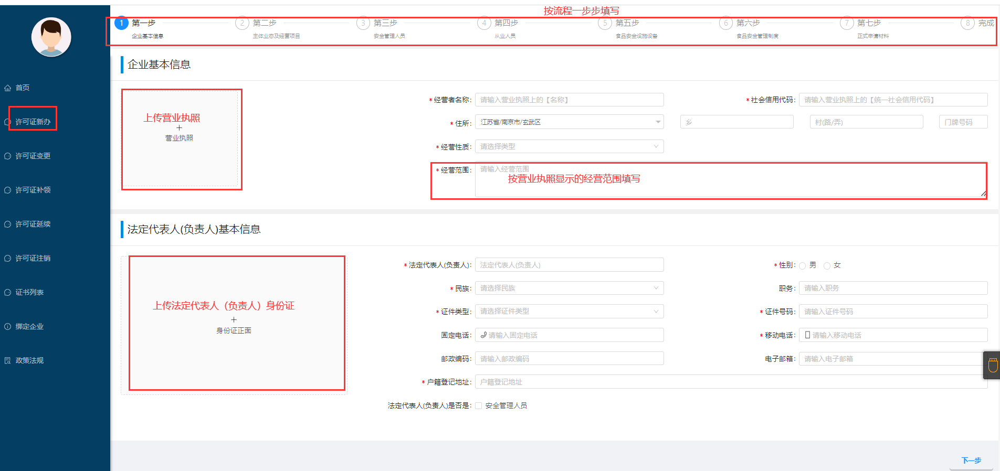 按流程一步步填写
1 第一步 2 第二步 3 第三步 4 第四步 5 第五步 6 第六步 7 第七步 8 完成
企业基本信息 主体业态及经营项目 安全管理人员 从业人员 食品安全设施设备 食品安全管理制度 正式申请材料
首页
许可证新办
许可证变更
许可证补领
许可证延续
许可证注销
证书列表
绑定企业
政策法规
企业基本信息
上传营业执照
+
营业执照
* 经营者名称: 请输入营业执照上的【名称】 * 社会信用代码: 请输入营业执照上的【统一社会信用代码】
* 住所: 江苏省/南京市/玄武区 乡 村(路/弄) 门牌号码
* 经营性质: 请选择类型
* 经营范围: 请输入经营范围
按营业执照显示的经营范围填写
法定代表人(负责人)基本信息
上传法定代表人（负责人）身份证
+
身份证正面
* 法定代表人(负责人): 法定代表人(负责人) * 性别: 男 女
* 民族: 请选择民族 职务: 请输入职务
* 证件类型: 请选择证件类型 * 证件号码: 请输入证件号码
固定电话: 请输入固定电话 * 移动电话: 请输入移动电话
邮政编码: 请输入邮政编码 电子邮箱: 请输入电子邮箱
* 户籍登记地址: 户籍登记地址
法定代表人(负责人)是否是: 安全管理人员
下一步